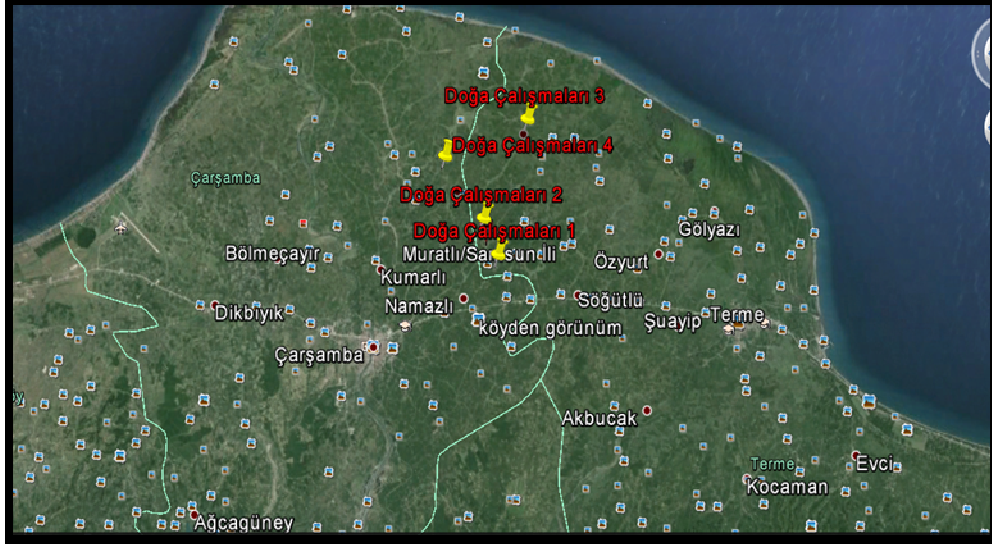 Doğa Çalışmaları 3
Doğa Çalışmaları 4
Çarşamba
Doğa Çalışmaları 2
Doğa Çalışmaları 1
Gölyazı
Bölmeçayır
Muratlı/Samsun
Özyurt
Kumarlı
Namazlı
Söğütlü
Dikbıyık
Şuayip
Terme
köyden görünüm
Çarşamba
Akbucak
Terme
Evci
Kocaman
Ağcagüney